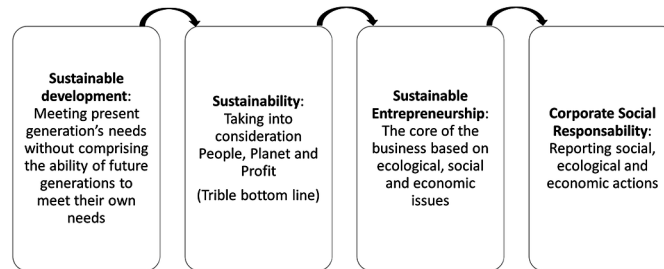 Sustainable
development:
Meeting present
generation's needs
without comprising
the ability of future
generations to
meet their own
needs
Sustainability:
Taking into
consideration
People, Planet and
Profit
(Trible bottom line)
Sustainable
Entrepreneurship:
The core of the
business based on
ecological, social
and economic
issues
Corporate Social
Responsability:
Reporting social,
ecological and
economic actions